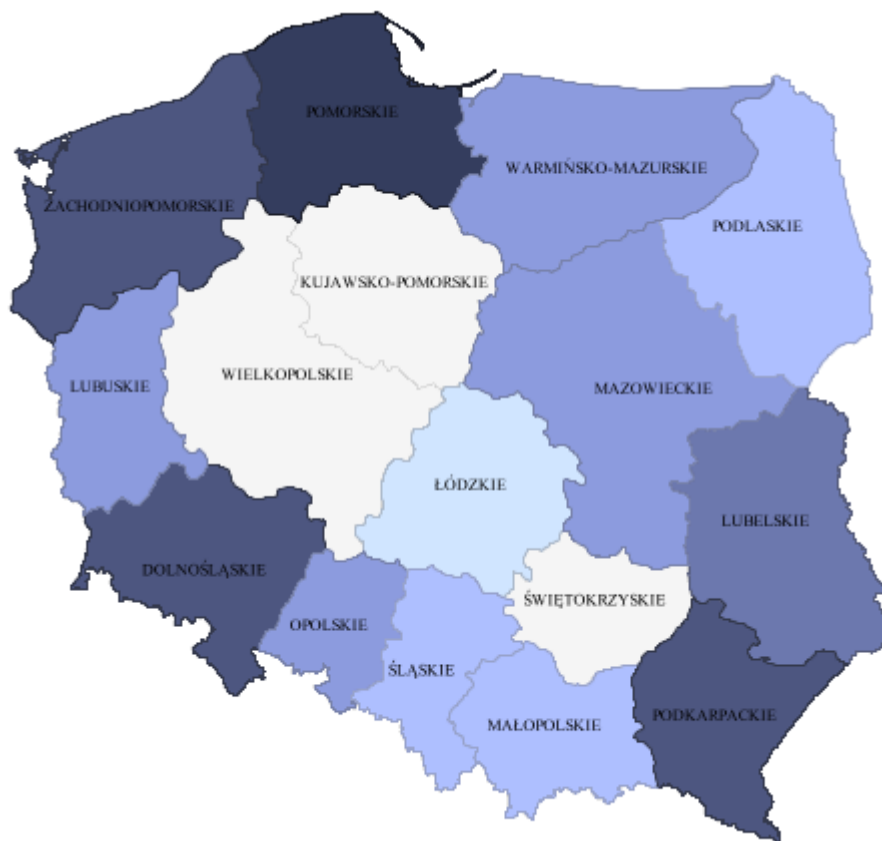 POMORSKIE
WARMIŃSKO-MAZURSKIE
ZACHODNIOPOMORSKIE
PODLASKIE
KUJAWSKO-POMORSKIE
WIELKOPOLSKIE
LUBUSKIE
MAZOWIECKIE
ŁÓDZKIE
LUBELSKIE
DOLNOŚLĄSKIE
ŚWIĘTOKRZYSKIE
OPOLSKIE
ŚLĄSKIE
PODKARPACKIE
MAŁOPOLSKIE